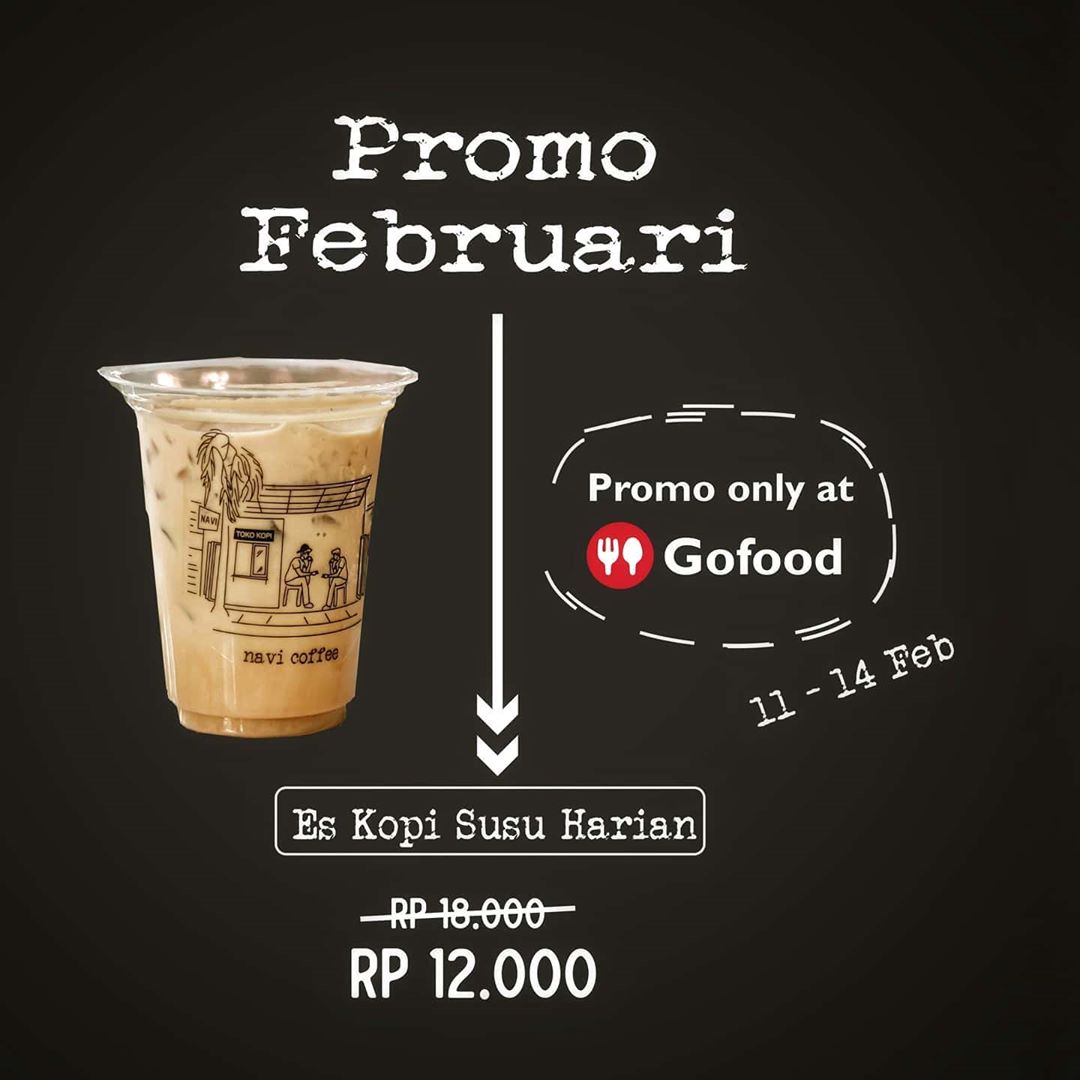 Promo
Februari
NAVI
TOKO KOPI
navi coffee
Promo only at
Gofood
11 - 14 Feb
Es Kopi Susu Harian
RP 18.000
RP 12.000